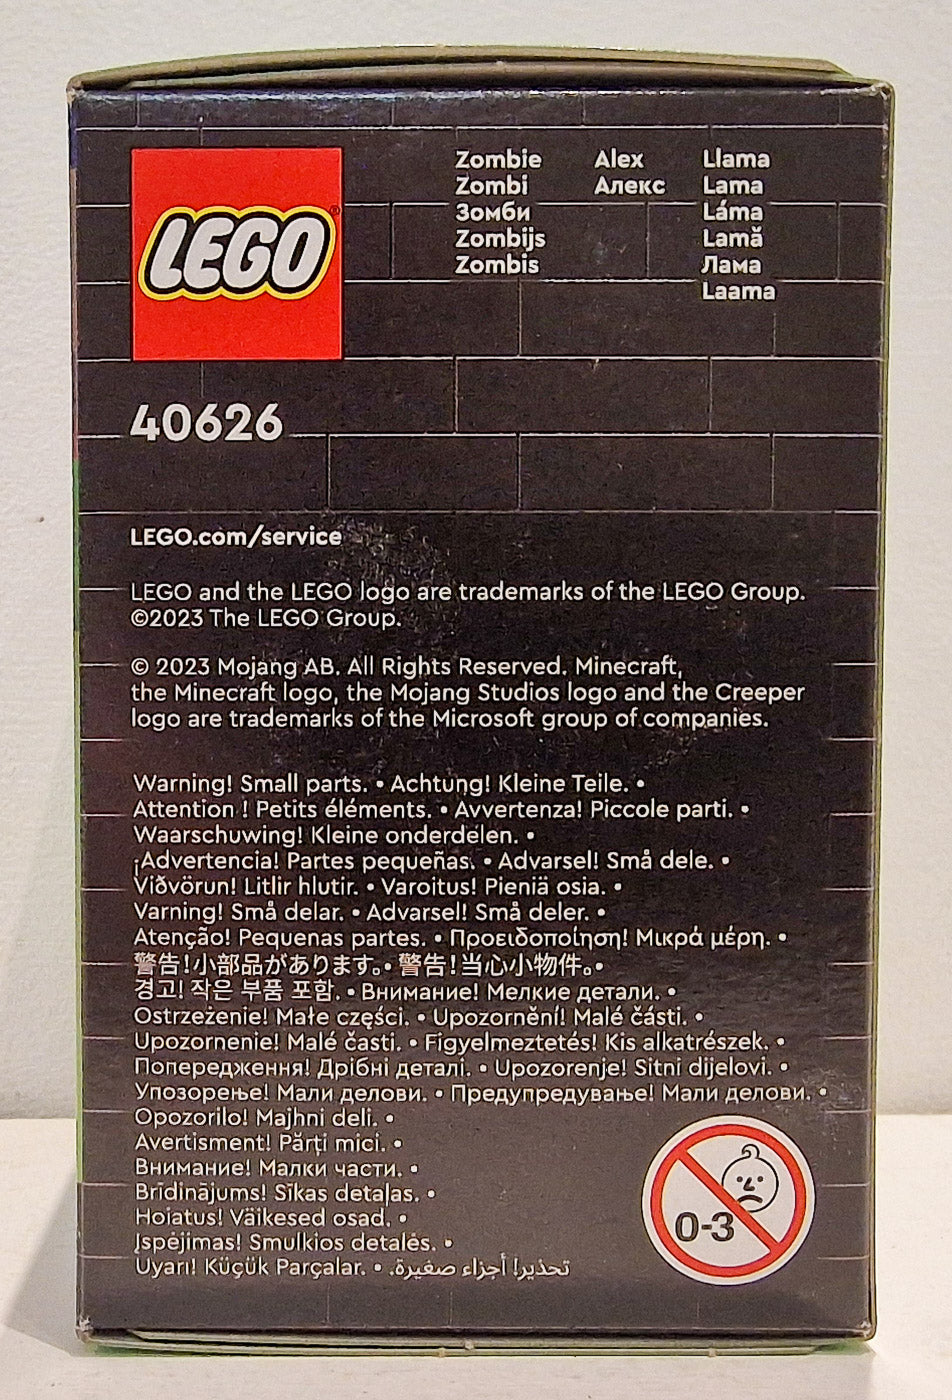 LEGO
®
Zombie
Zombi
Зомби
Zombijs
Zombis
Alex
Алекс
Llama
Lama
Láma
Lamă
Лама
Laama
40626
LEGO.com/service
LEGO and the LEGO logo are trademarks of the LEGO Group.
©2023 The LEGO Group.
© 2023 Mojang AB. All Rights Reserved. Minecraft,
the Minecraft logo, the Mojang Studios logo and the Creeper
logo are trademarks of the Microsoft group of companies.
Warning! Small parts. • Achtung! Kleine Teile. •
Attention ! Petits éléments. • Avvertenza! Piccole parti. •
Waarschuwing! Kleine onderdelen. •
¡Advertencia! Partes pequeñas. • Advarsel! Små dele. •
Viðvörun! Litlir hlutir. • Varoitus! Pieniä osia. •
Varning! Små delar. • Advarsel! Små deler. •
Atenção! Pequenas partes. • Προειδοποίηση! Μικρά μέρη. •
警告!小部品があります。• 警告!当心小物件。•
경고! 작은 부품 포함. • Внимание! Мелкие детали. •
Ostrzeżenie! Małe części. • Upozornění! Malé části. •
Upozornenie! Malé časti. • Figyelmeztetés! Kis alkatrészek. •
Попередження! Дрібні деталі. • Upozorenje! Sitni dijelovi. •
Упозорење! Мали делови. • Предупредување! Мали делови. •
Opozorilo! Majhni deli. •
Avertisment! Părți mici. •
Внимание! Малки части. •
Brīdinājums! Sīkas detaļas. •
Hoiatus! Väikesed osad. •
Įspėjimas! Smulkios detalės. •
Uyarı! Küçük Parçalar. • تحذير! أجزاء صغيرة.
0-3